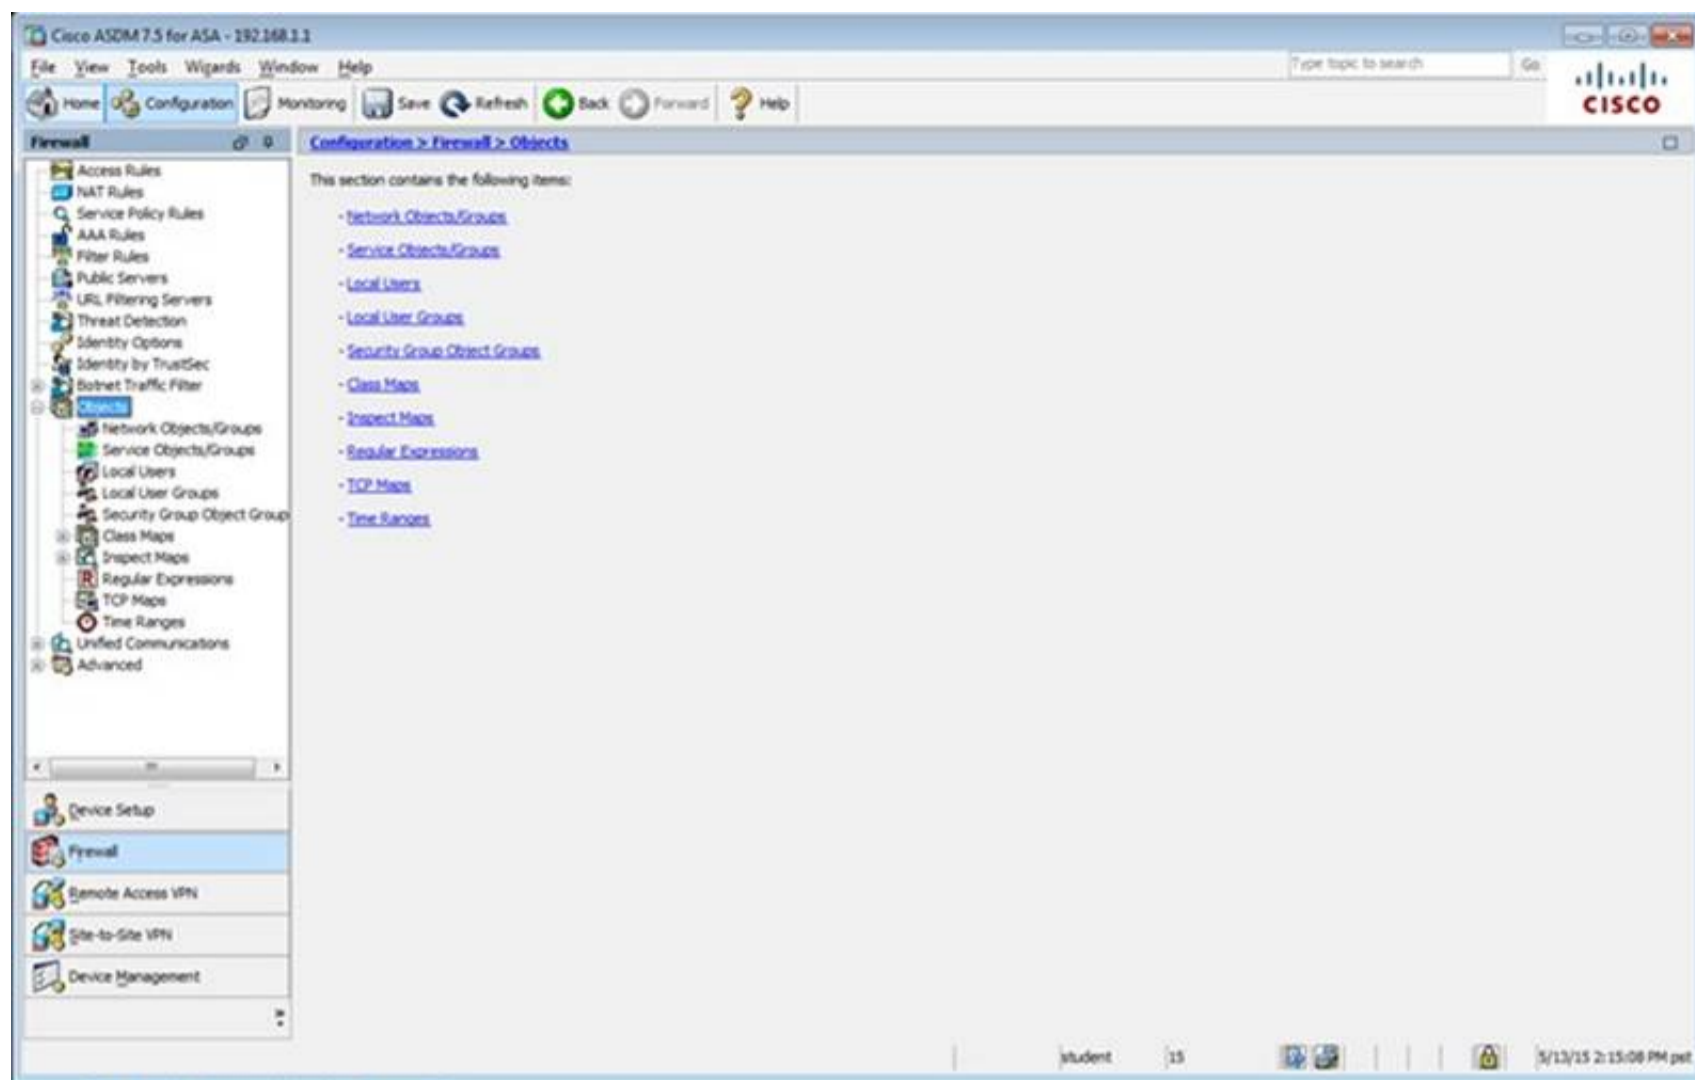 Cisco ASDM 7.5 for ASA - 192.168.1.1
File View Tools Wizards Window Help
Type topic to search Go
Home Configuration Monitoring Save Refresh Back Forward Help
CISCO
Firewall
Configuration > Firewall > Objects
Access Rules
NAT Rules
Service Policy Rules
AAA Rules
Filter Rules
Public Servers
URL Filtering Servers
Threat Detection
Identity Options
Identity by TrustSec
Botnet Traffic Filter
Objects
Network Objects/Groups
Service Objects/Groups
Local Users
Local User Groups
Security Group Object Group
Class Maps
Inspect Maps
Regular Expressions
TCP Maps
Time Ranges
Unified Communications
Advanced
This section contains the following items:
- Network Objects/Groups
- Service Objects/Groups
- Local Users
- Local User Groups
- Security Group Object Groups
- Class Maps
- Inspect Maps
- Regular Expressions
- TCP Maps
- Time Ranges
Device Setup
Firewall
Remote Access VPN
Site-to-Site VPN
Device Management
student 15 5/13/15 2:15:08 PM pst